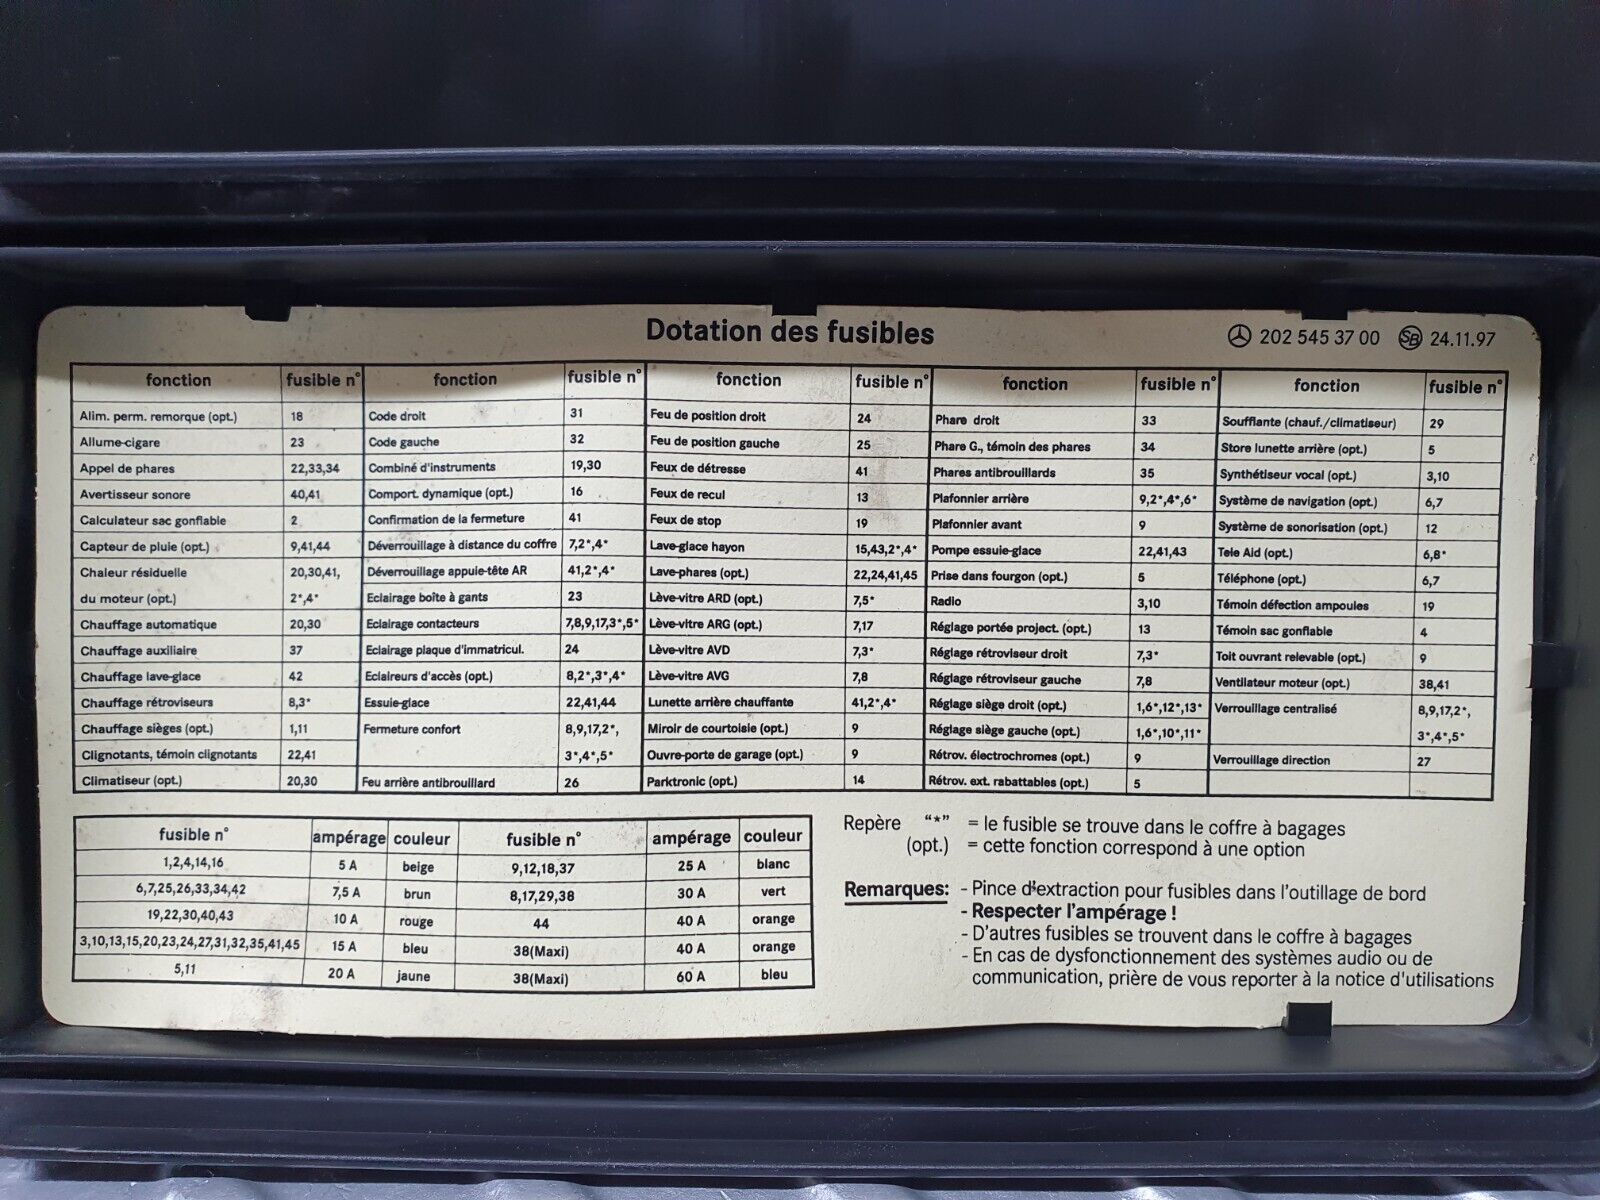 Dotation des fusibles
202 545 37 00 SB 24.11.97
fonction fusible n° fonction fusible n° fonction fusible n° fonction fusible n° fonction fusible n°
Alim. perm. remorque (opt.) 18 Code droit 31 Feu de position droit 24 Phare droit 33 Soufflante (chauf./climatiseur) 29
Allume-cigare 23 Code gauche 32 Feu de position gauche 25 Phare G., témoin des phares 34 Store lunette arrière (opt.) 5
Appel de phares 22,33,34 Combiné d'instruments 19,30 Feux de détresse 41 Phares antibrouillards 35 Synthétiseur vocal (opt.) 3,10
Avertisseur sonore 40,41 Comport. dynamique (opt.) 16 Feux de recul 13 Plafonnier arrière 9,2*,4*,6* Système de navigation (opt.) 6,7
Calculateur sac gonflable 2 Confirmation de la fermeture 41 Feux de stop 19 Plafonnier avant 9 Système de sonorisation (opt.) 12
Capteur de pluie (opt.) 9,41,44 Déverrouillage à distance du coffre 7,2*,4* Lave-glace hayon 15,43,2*,4* Pompe essuie-glace 22,41,43 Tele Aid (opt.) 6,8*
Chaleur résiduelle 20,30,41, Déverrouillage appuie-tête AR 41,2*,4* Lave-phares (opt.) 22,24,41,45 Prise dans fourgon (opt.) 5 Téléphone (opt.) 6,7
du moteur (opt.) 2*,4* Eclairage boîte à gants 23 Lève-vitre ARD (opt.) 7,5* Radio 3,10 Témoin défection ampoules 19
Chauffage automatique 20,30 Eclairage contacteurs 7,8,9,17,3*,5* Lève-vitre ARG (opt.) 7,17 Réglage portée project. (opt.) 13 Témoin sac gonflable 4
Chauffage auxiliaire 37 Eclairage plaque d'immatricul. 24 Lève-vitre AVD 7,3* Réglage rétroviseur droit 7,3* Toit ouvrant relevable (opt.) 9
Chauffage lave-glace 42 Eclaireurs d'accès (opt.) 8,2*,3*,4* Lève-vitre AVG 7,8 Réglage rétroviseur gauche 7,8 Ventilateur moteur (opt.) 38,41
Chauffage rétroviseurs 8,3* Essuie-glace 22,41,44 Lunette arrière chauffante 41,2*,4* Réglage siège droit (opt.) 1,6*,12*,13* Verrouillage centralisé 8,9,17,2*,
Chauffage sièges (opt.) 1,11 Fermeture confort 8,9,17,2*, Miroir de courtoisie (opt.) 9 Réglage siège gauche (opt.) 1,6*,10*,11* 3*,4*,5*
Clignotants, témoin clignotants 22,41 3*,4*,5* Ouvre-porte de garage (opt.) 9 Rétrov. électrochromes (opt.) 9 Verrouillage direction 27
Climatiseur (opt.) 20,30 Feu arrière antibrouillard 26 Parktronic (opt.) 14 Rétrov. ext. rabattables (opt.) 5
fusible n° ampérage couleur fusible n° ampérage couleur
1,2,4,14,16 5 A beige 9,12,18,37 25 A blanc
6,7,25,26,33,34,42 7,5 A brun 8,17,29,38 30 A vert
19,22,30,40,43 10 A rouge 44 40 A orange
3,10,13,15,20,23,24,27,31,32,35,41,45 15 A bleu 38(Maxi) 40 A orange
5,11 20 A jaune 38(Maxi) 60 A bleu
Repère "*" = le fusible se trouve dans le coffre à bagages
(opt.) = cette fonction correspond à une option
Remarques: - Pince d'extraction pour fusibles dans l'outillage de bord
- Respecter l'ampérage !
- D'autres fusibles se trouvent dans le coffre à bagages
- En cas de dysfonctionnement des systèmes audio ou de
communication, prière de vous reporter à la notice d'utilisations